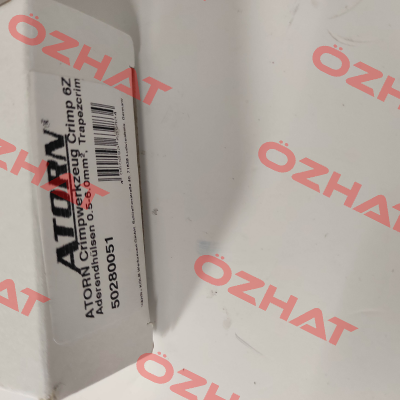 ATORN®
ATORN Crimpwerkzeug Crimp 6Z
Aderendhülsen 0.5-6.0mm², Trapezcrim
50280051
ÖZHAT
ÖZHAT
ÖZHAT
ÖZHAT
ÖZHAT
ÖZHAT